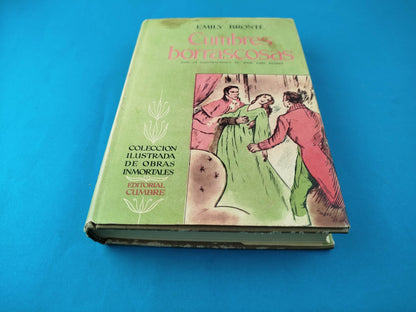 EMILY BRONTË
Cumbres
borrascosas
COLECCION
ILUSTRADA
DE OBRAS
INMORTALES
EDITORIAL
CUMBRE